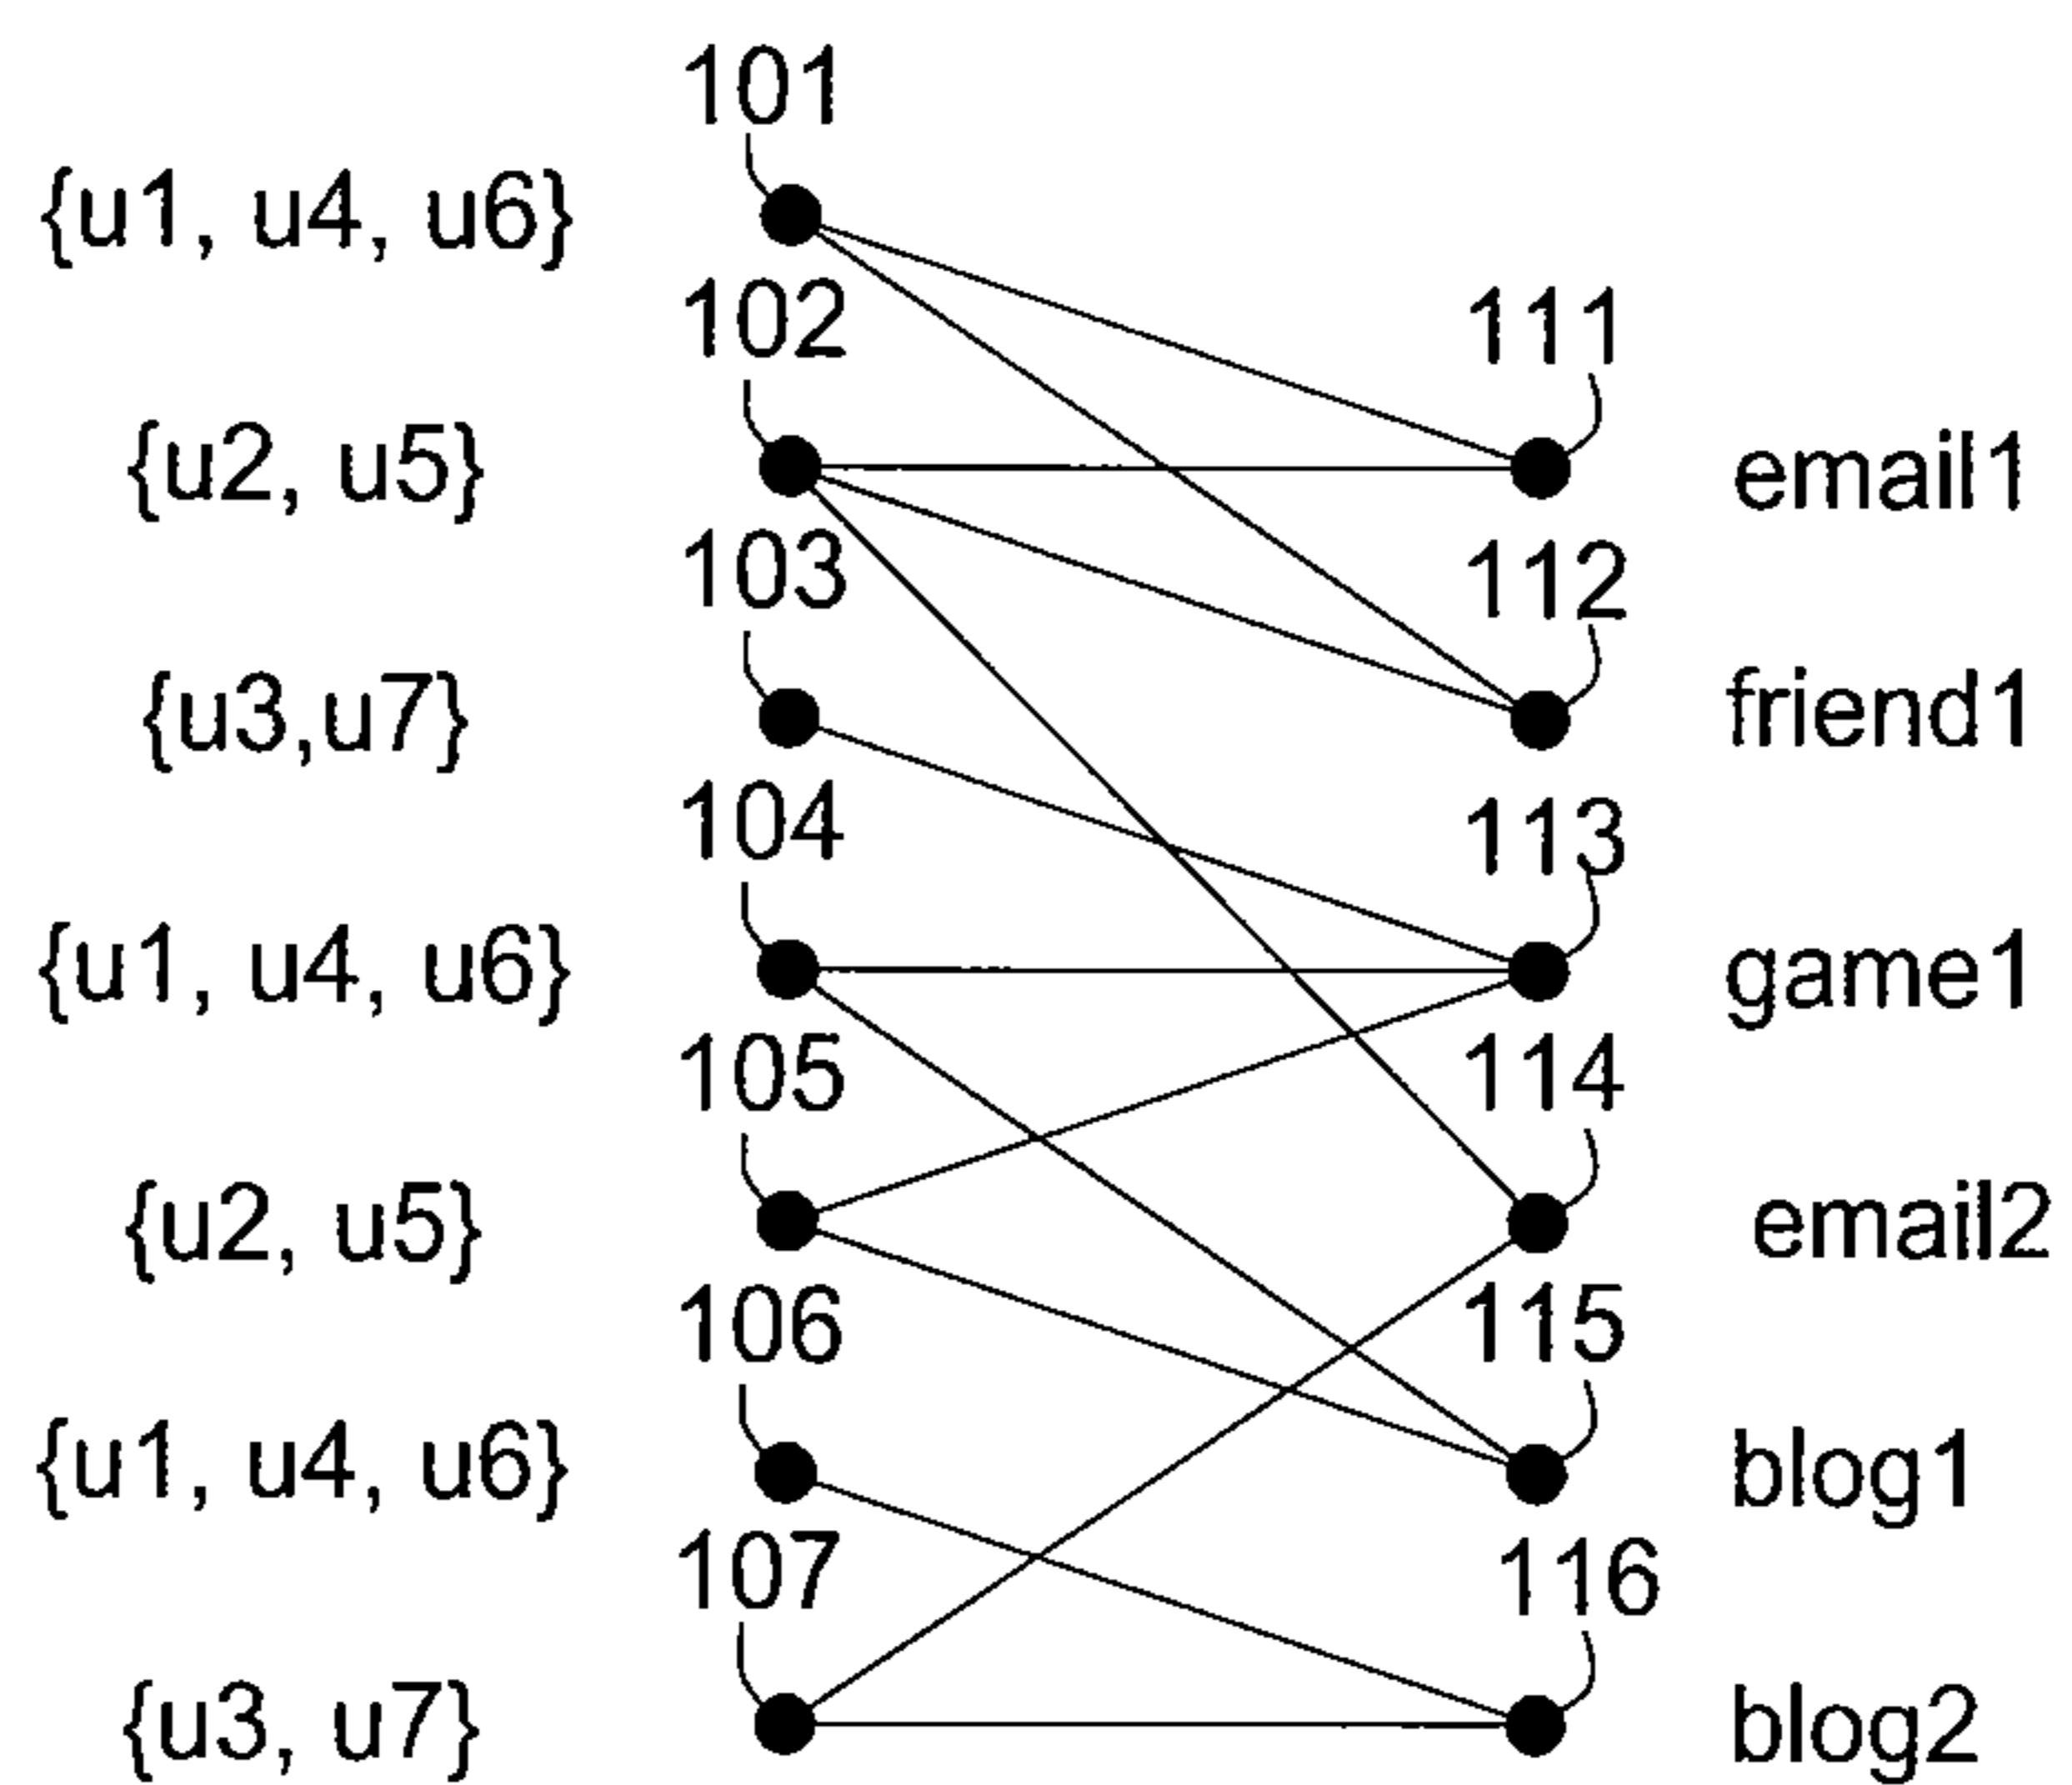 101
{u1, u4, u6}
102
111
{u2, u5}
email1
103
112
{u3,u7}
friend1
104
113
{u1, u4, u6}
game1
105
114
{u2, u5}
email2
106
115
{u1, u4, u6}
blog1
107
116
{u3, u7}
blog2